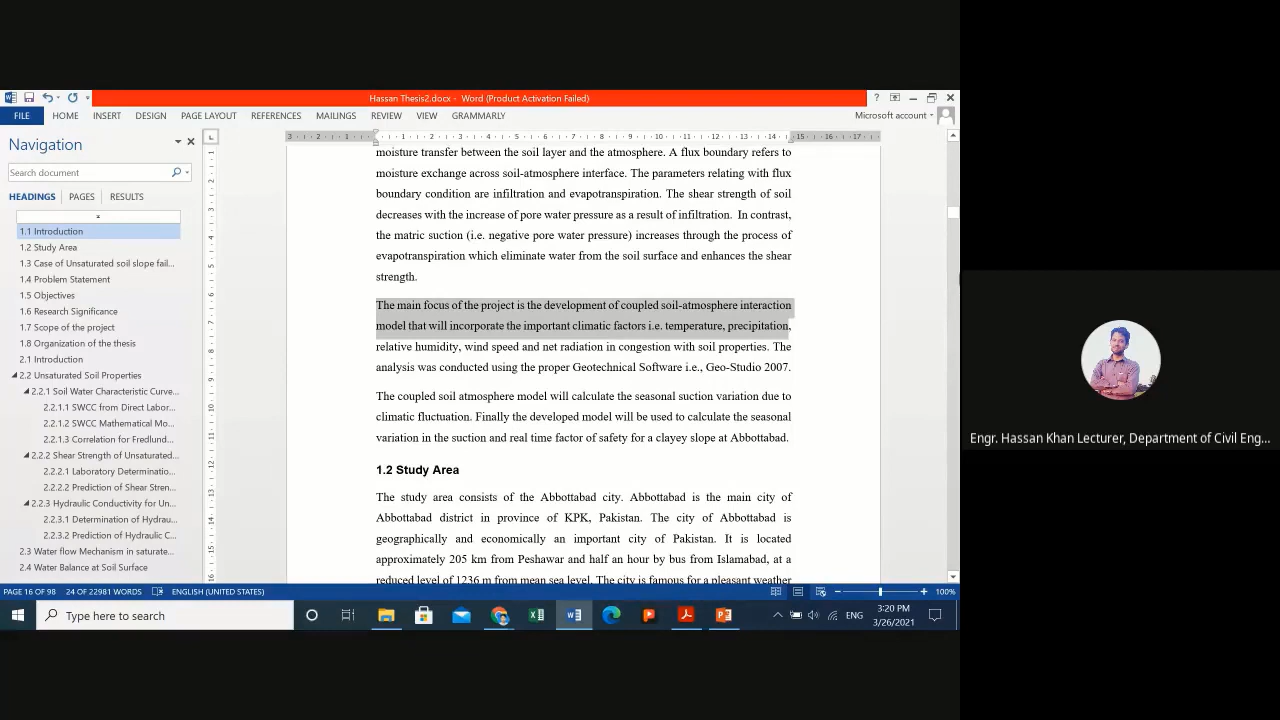 Hassan Thesis2.docx - Word (Product Activation Failed)
FILE HOME INSERT DESIGN PAGE LAYOUT REFERENCES MAILINGS REVIEW VIEW GRAMMARLY Microsoft account
Navigation
Search document
HEADINGS PAGES RESULTS
1.1 Introduction
1.2 Study Area
1.3 Case of Unsaturated soil slope fail...
1.4 Problem Statement
1.5 Objectives
1.6 Research Significance
1.7 Scope of the project
1.8 Organization of the thesis
2.1 Introduction
2.2 Unsaturated Soil Properties
2.2.1 Soil Water Characteristic Curve...
2.2.1.1 SWCC from Direct Labor...
2.2.1.2 SWCC Mathematical Mo...
2.2.1.3 Correlation for Fredlund...
2.2.2 Shear Strength of Unsaturated...
2.2.2.1 Laboratory Determinatio...
2.2.2.2 Prediction of Shear Stren...
2.2.3 Hydraulic Conductivity for Un...
2.2.3.1 Determination of Hydrau...
2.2.3.2 Prediction of Hydraulic C...
2.3 Water flow Mechanism in saturate...
2.4 Water Balance at Soil Surface
moisture transfer between the soil layer and the atmosphere. A flux boundary refers to
moisture exchange across soil-atmosphere interface. The parameters relating with flux
boundary condition are infiltration and evapotranspiration. The shear strength of soil
decreases with the increase of pore water pressure as a result of infiltration. In contrast,
the matric suction (i.e. negative pore water pressure) increases through the process of
evapotranspiration which eliminate water from the soil surface and enhances the shear
strength.
The main focus of the project is the development of coupled soil-atmosphere interaction
model that will incorporate the important climatic factors i.e. temperature, precipitation,
relative humidity, wind speed and net radiation in congestion with soil properties. The
analysis was conducted using the proper Geotechnical Software i.e., Geo-Studio 2007.
The coupled soil atmosphere model will calculate the seasonal suction variation due to
climatic fluctuation. Finally the developed model will be used to calculate the seasonal
variation in the suction and real time factor of safety for a clayey slope at Abbottabad.
1.2 Study Area
The study area consists of the Abbottabad city. Abbottabad is the main city of
Abbottabad district in province of KPK, Pakistan. The city of Abbottabad is
geographically and economically an important city of Pakistan. It is located
approximately 205 km from Peshawar and half an hour by bus from Islamabad, at a
reduced level of 1236 m from mean sea level. The city is famous for a pleasant weather
PAGE 16 OF 98 24 OF 22981 WORDS ENGLISH (UNITED STATES) 100%
Type here to search
ENG
3:20 PM
3/26/2021
Engr. Hassan Khan Lecturer, Department of Civil Eng...